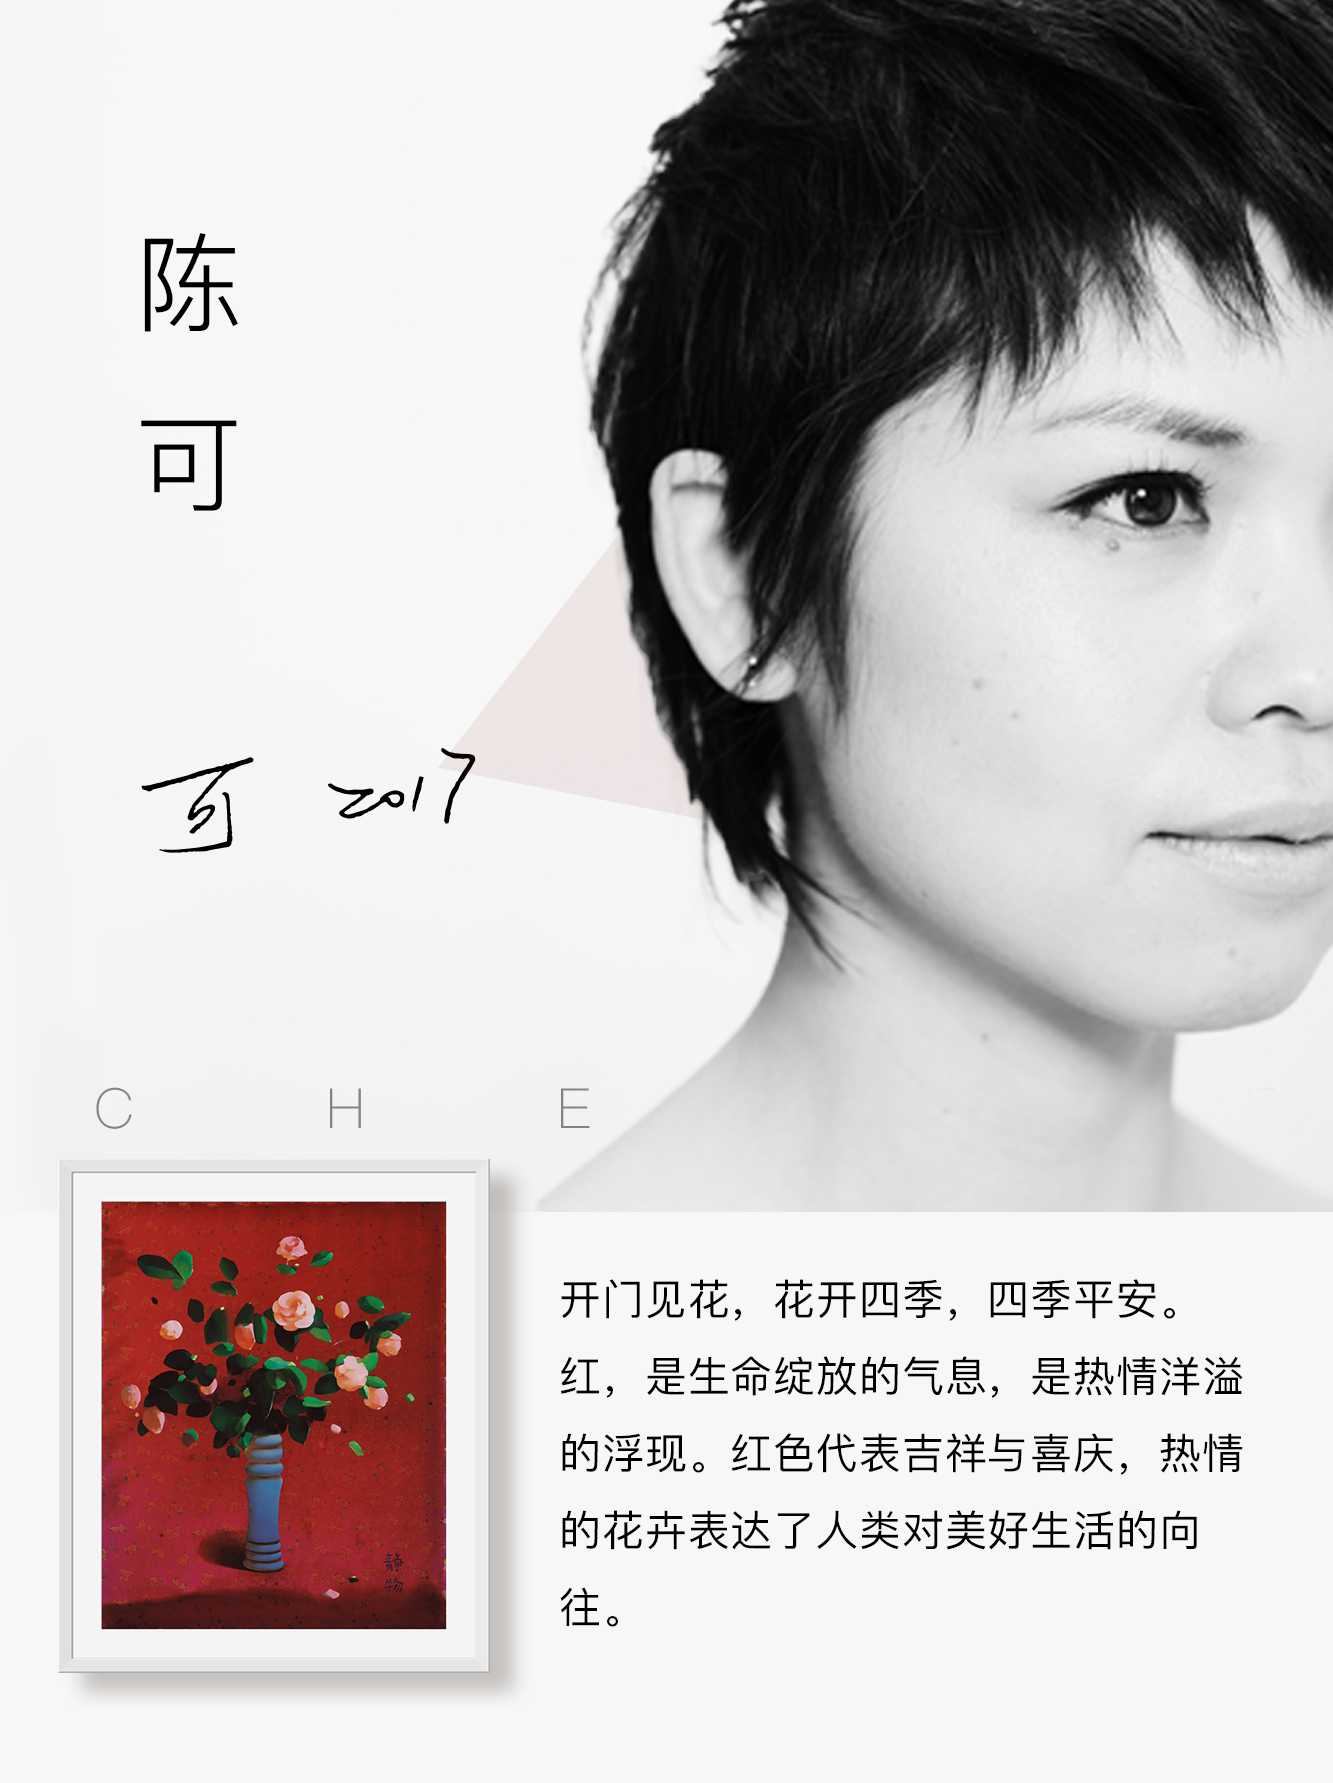 陈
可
可 2017
C H E
静
物
开门见花，花开四季，四季平安。
红，是生命绽放的气息，是热情洋溢
的浮现。红色代表吉祥与喜庆，热情
的花卉表达了人类对美好生活的向
往。